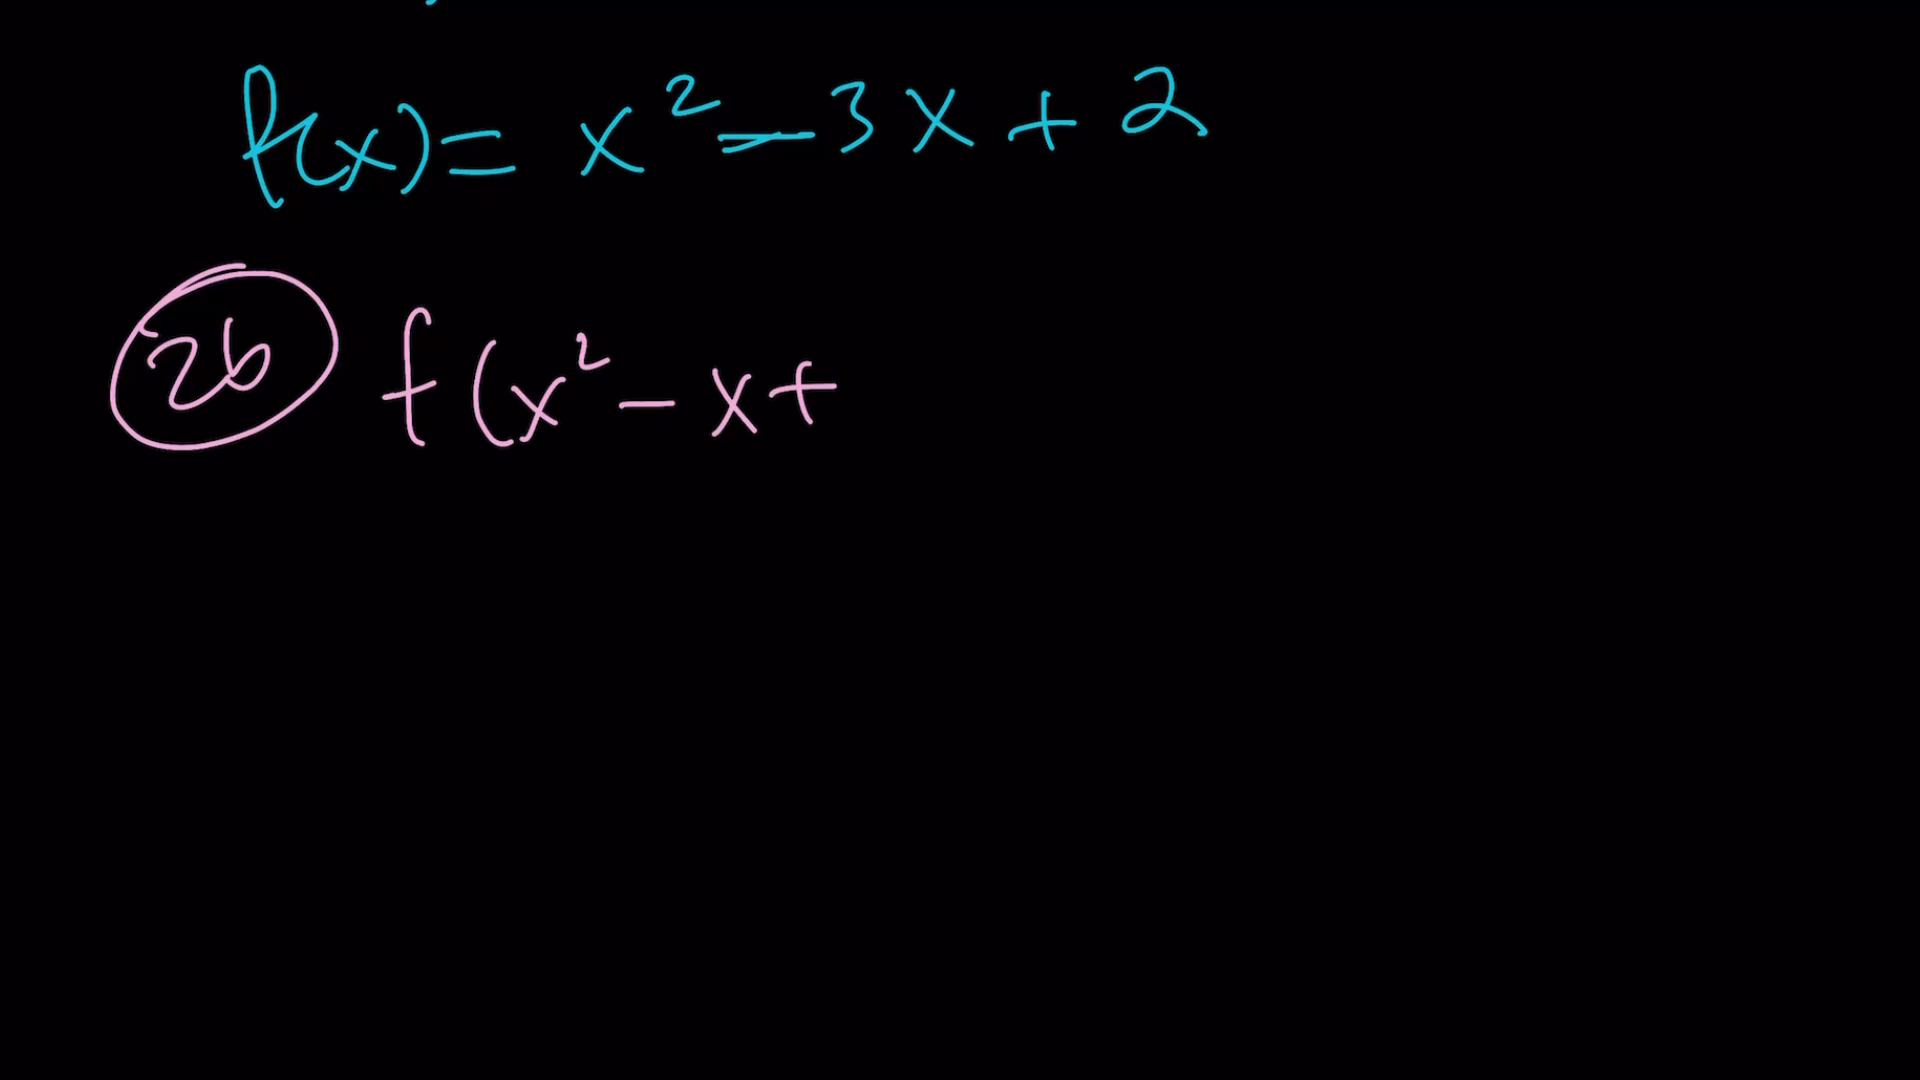 f(x) = x² - 3x + 2
26 f(x² - x +